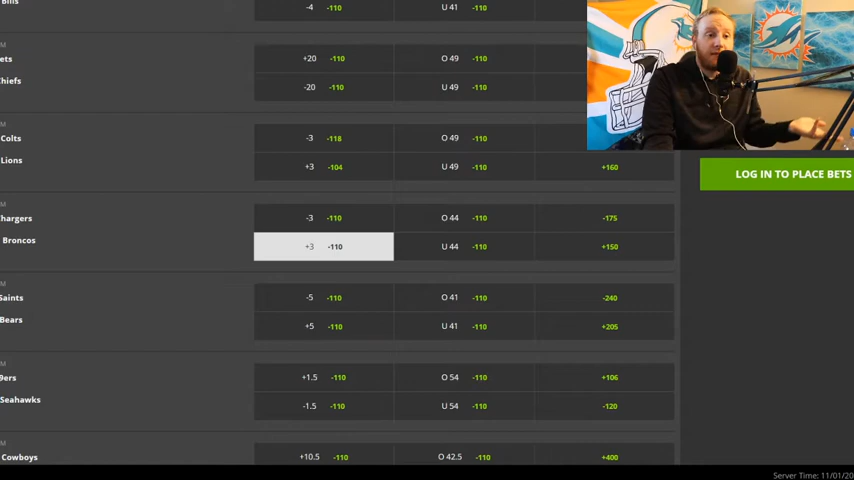 Bills
-4 -110 U 41 -110
M
ets +20 -110 O 49 -110
Chiefs -20 -110 U 49 -110
M
Colts -3 -118 O 49 -110
Lions +3 -104 U 49 -110 +160
LOG IN TO PLACE BETS
M
Chargers -3 -110 O 44 -110 -175
Broncos +3 -110 U 44 -110 +150
M
Saints -5 -110 O 41 -110 -240
Bears +5 -110 U 41 -110 +205
M
9ers +1.5 -110 O 54 -110 +106
Seahawks -1.5 -110 U 54 -110 -120
M
Cowboys +10.5 -110 O 42.5 -110 +400
Server Time: 11/01/20